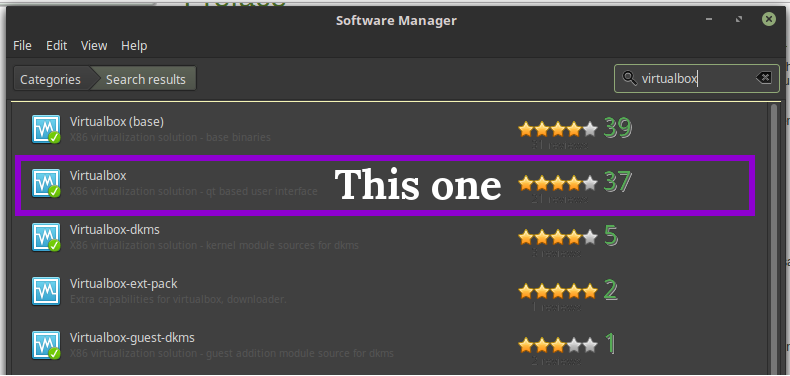 Software Manager
File Edit View Help
Categories Search results virtualbox
Virtualbox (base) 39
X86 virtualization solution - base binaries
Virtualbox 37
X86 virtualization solution - qt based user interface
This one
Virtualbox-dkms 5
X86 virtualization solution - kernel module sources for dkms
Virtualbox-ext-pack 2
Extra capabilities for virtualbox, downloader.
Virtualbox-guest-dkms 1
X86 virtualization solution - guest addition module source for dkms